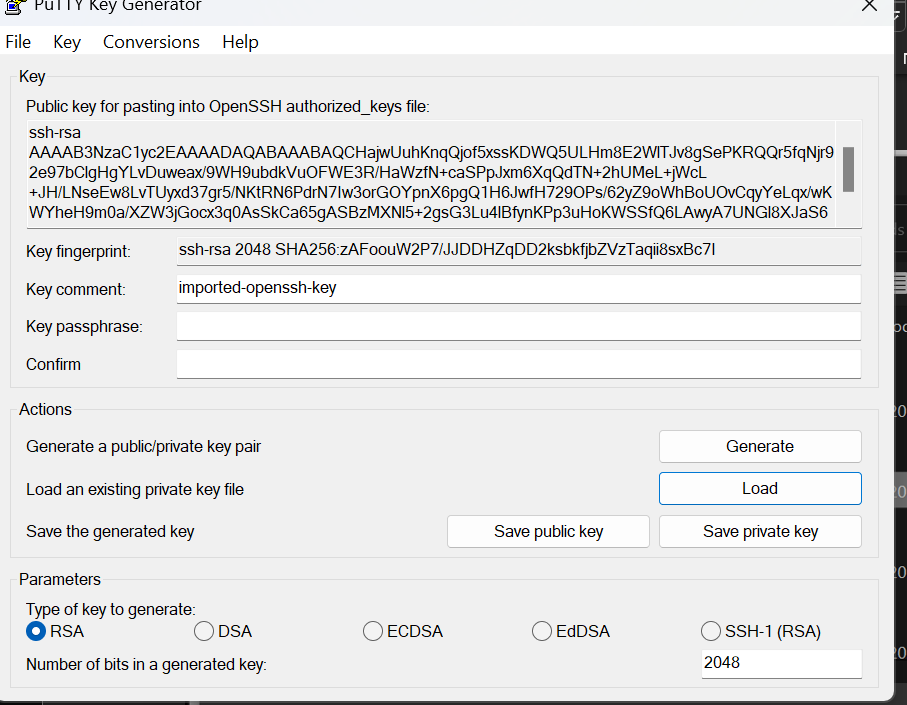 PuTTY Key Generator
File Key Conversions Help
Key
Public key for pasting into OpenSSH authorized_keys file:
ssh-rsa
AAAAB3NzaC1yc2EAAAADAQABAAABAQCHajwUuhKnqQjof5xssKDWQ5ULHm8E2WlTJv8gSePKRQQr5fqNjr9
2e97bClgHgYLvDuweax/9WH9ubdkVuOFWE3R/HaWzfN+caSPpJxm6XqQdTN+2hUMeL+jWcL
+JH/LNseEw8LvTUyxd37gr5/NKtRN6PdrN7Iw3orGOYpnX6pgQ1H6JwfH729OPs/62yZ9oWhBoUOvCqyYeLqx/wK
WYheH9m0a/XZW3jGocx3q0AsSkCa65gASBzMXNl5+2gsG3Lu4lBfynKPp3uHoKWSSfQ6LAwyA7UNGl8XJaS6
Key fingerprint: ssh-rsa 2048 SHA256:zAFoouW2P7/JJDDHZqDD2ksbkfjbZVzTaqii8sxBc7I
Key comment: imported-openssh-key
Key passphrase:
Confirm
Actions
Generate a public/private key pair Generate
Load an existing private key file Load
Save the generated key Save public key Save private key
Parameters
Type of key to generate:
RSA DSA ECDSA EdDSA SSH-1 (RSA)
Number of bits in a generated key: 2048